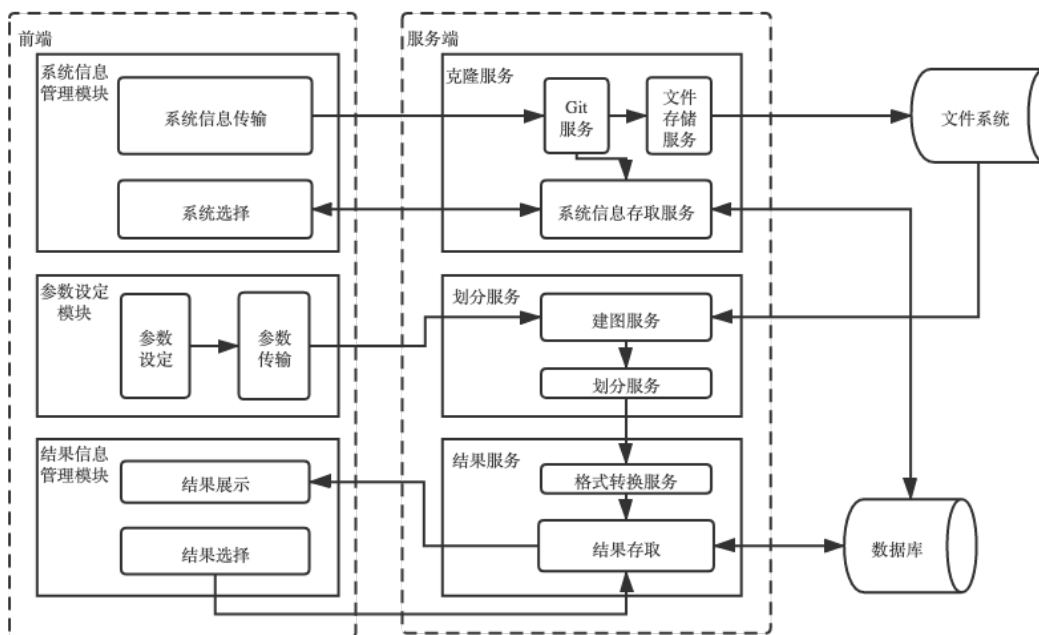 前端
系统信息
管理模块
系统信息传输
系统选择
参数设定
模块
参数
设定
参数
传输
结果信息
管理模块
结果展示
结果选择
服务端
克隆服务
Git
服务
文件
存储
服务
系统信息存取服务
划分服务
建图服务
划分服务
结果服务
格式转换服务
结果存取
文件系统
数据库